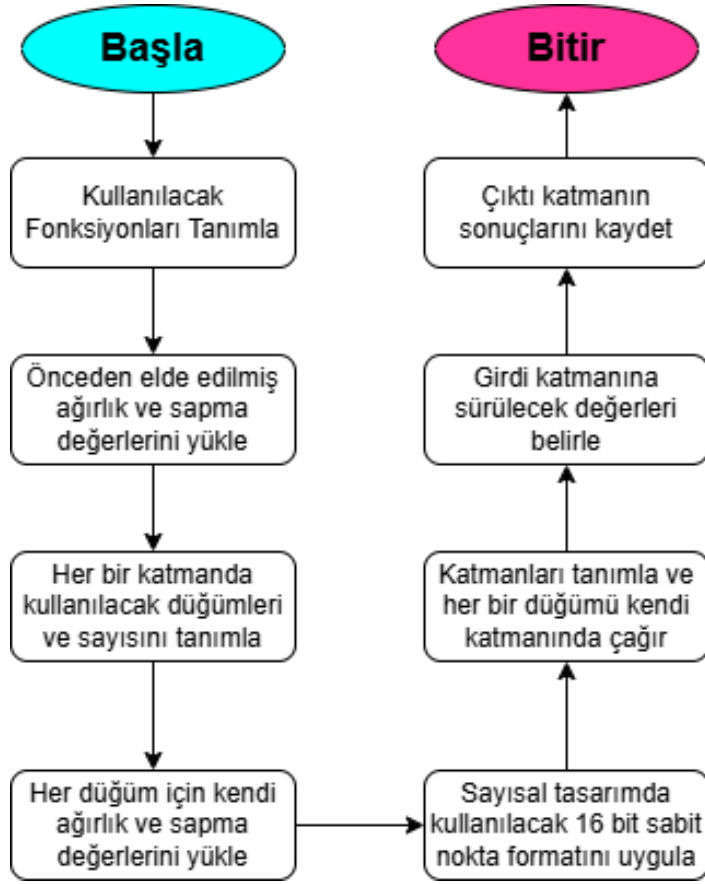 Başla
Kullanılacak
Fonksiyonları Tanımla
Önceden elde edilmiş
ağırlık ve sapma
değerlerini yükle
Her bir katmanda
kullanılacak düğümleri
ve sayısını tanımla
Her düğüm için kendi
ağırlık ve sapma
değerlerini yükle
Sayısal tasarımda
kullanılacak 16 bit sabit
nokta formatını uygula
Katmanları tanımla ve
her bir düğümü kendi
katmanında çağır
Girdi katmanına
sürülecek değerleri
belirle
Çıktı katmanın
sonuçlarını kaydet
Bitir